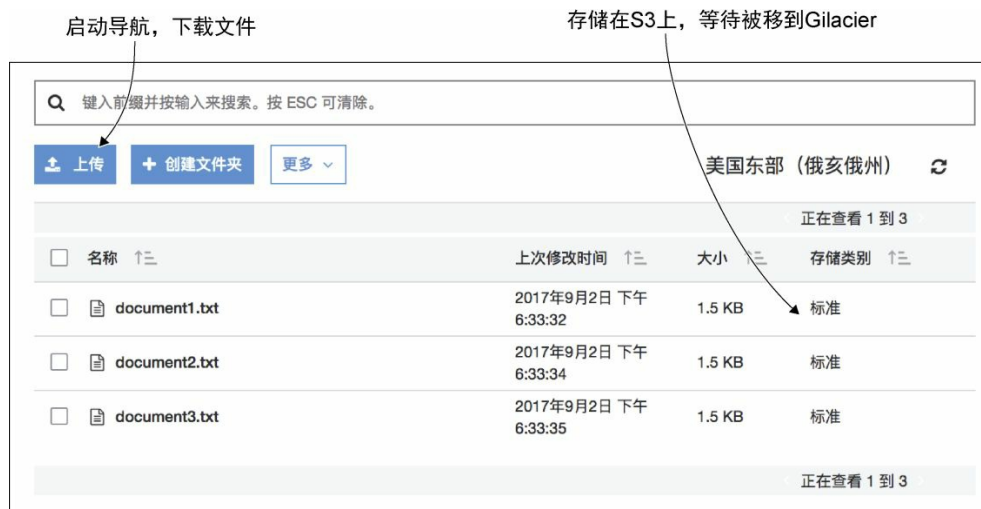 启动导航，下载文件
存储在S3上，等待被移到Gilacier
键入前缀并按输入来搜索。按 ESC 可清除。
上传 创建文件夹 更多
美国东部（俄亥俄州）
正在查看 1 到 3
名称 上次修改时间 大小 存储类别
document1.txt 2017年9月2日 下午 6:33:32 1.5 KB 标准
document2.txt 2017年9月2日 下午 6:33:34 1.5 KB 标准
document3.txt 2017年9月2日 下午 6:33:35 1.5 KB 标准
正在查看 1 到 3